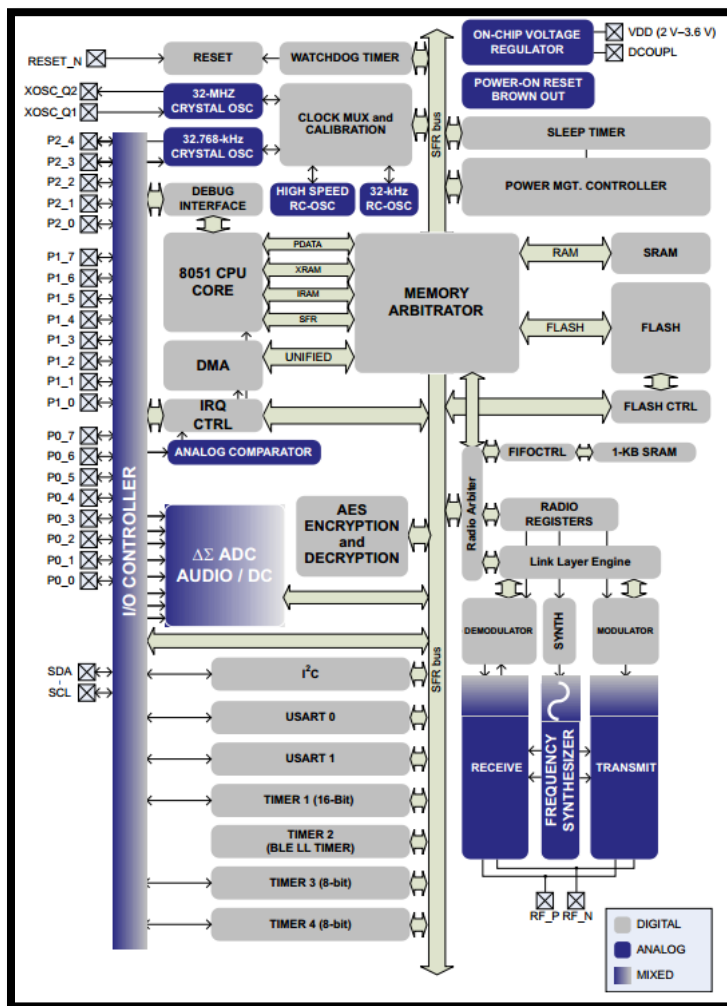 ON-CHIP VOLTAGE
REGULATOR
VDD (2 V–3.6 V)
DCOUPL
RESET_N
RESET
WATCHDOG TIMER
POWER-ON RESET
BROWN OUT
XOSC_Q2
XOSC_Q1
32-MHZ
CRYSTAL OSC
CLOCK MUX and
CALIBRATION
SFR bus
SLEEP TIMER
32.768-kHz
CRYSTAL OSC
POWER MGT. CONTROLLER
P2_4
P2_3
P2_2
P2_1
P2_0
DEBUG
INTERFACE
HIGH SPEED
RC-OSC
32-kHz
RC-OSC
P1_7
P1_6
P1_5
P1_4
P1_3
P1_2
P1_1
P1_0
8051 CPU
CORE
PDATA
XRAM
IRAM
SFR
MEMORY
ARBITRATOR
RAM
SRAM
FLASH
FLASH
DMA
UNIFIED
IRQ
CTRL
FLASH CTRL
P0_7
P0_6
P0_5
P0_4
P0_3
P0_2
P0_1
P0_0
ANALOG COMPARATOR
I/O CONTROLLER
Radio Arbiter
FIFOCTRL
1-KB SRAM
ΔΣ ADC
AUDIO / DC
AES
ENCRYPTION
and
DECRYPTION
RADIO
REGISTERS
Link Layer Engine
DEMODULATOR
SYNTH
MODULATOR
SDA
SCL
I²C
SFR bus
USART 0
USART 1
TIMER 1 (16-Bit)
TIMER 2
(BLE LL TIMER)
TIMER 3 (8-bit)
TIMER 4 (8-bit)
RECEIVE
FREQUENCY
SYNTHESIZER
TRANSMIT
RF_P
RF_N
DIGITAL
ANALOG
MIXED